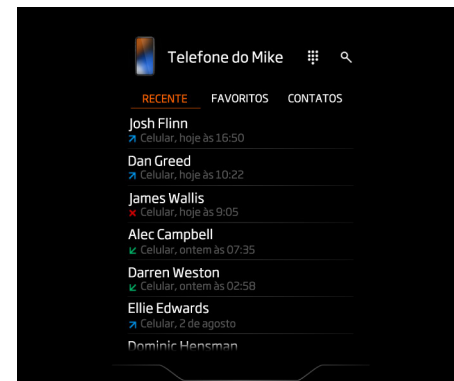 Telefone do Mike
RECENTE FAVORITOS CONTATOS
Josh Flinn
Celular, hoje às 16:50
Dan Greed
Celular, hoje às 10:22
James Wallis
Celular, hoje às 9:05
Alec Campbell
Celular, ontem às 07:35
Darren Weston
Celular, ontem às 02:58
Ellie Edwards
Celular, 2 de agosto
Dominic Hensman